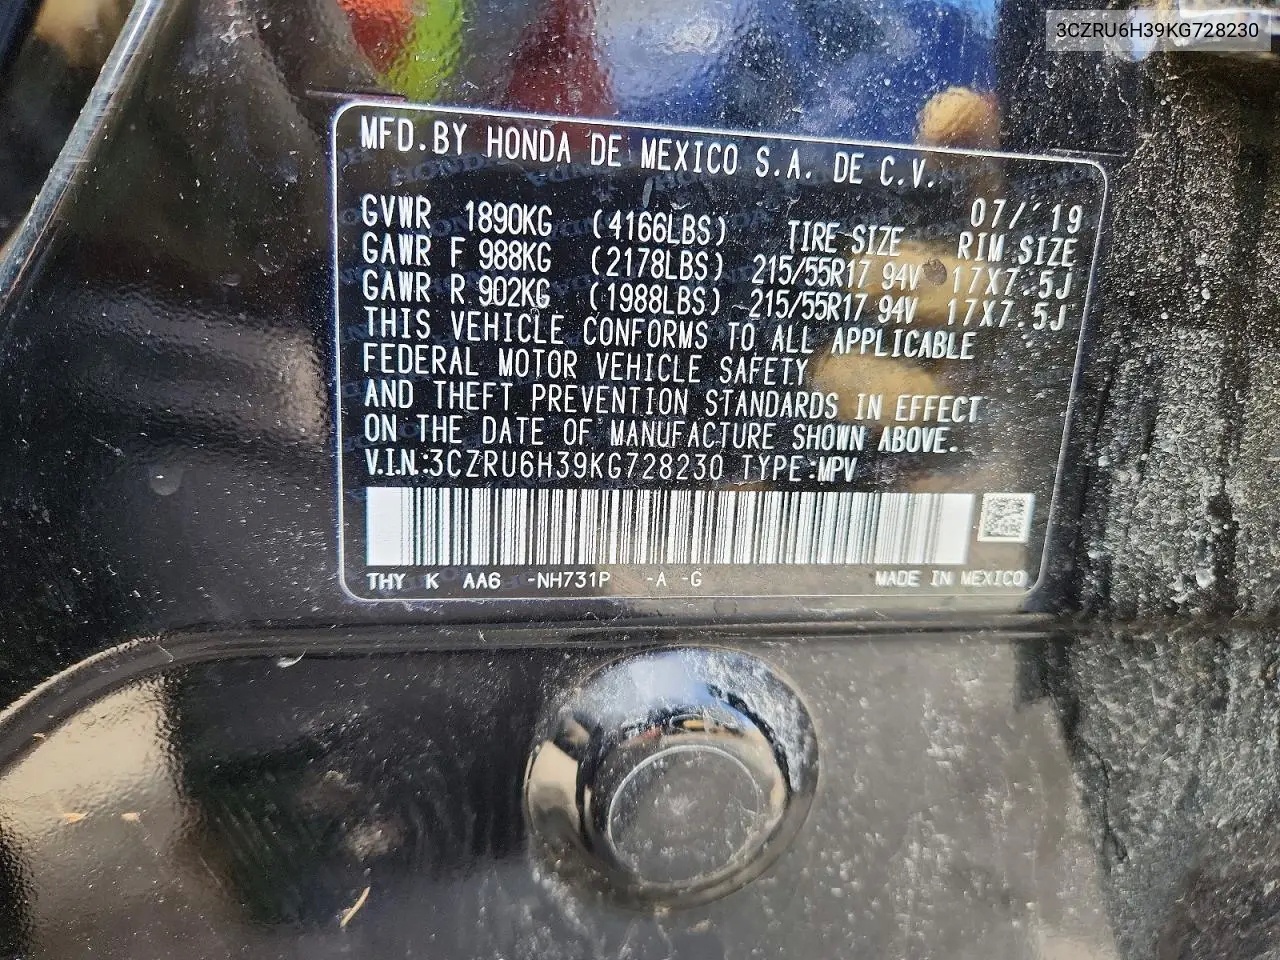 3CZRU6H39KG728230
MFD.BY HONDA DE MEXICO S.A. DE C.V.
07/'19
GVWR 1890KG (4166LBS) TIRE SIZE RIM SIZE
GAWR F 988KG (2178LBS) 215/55R17 94V 17X7.5J
GAWR R 902KG (1988LBS) 215/55R17 94V 17X7.5J
THIS VEHICLE CONFORMS TO ALL APPLICABLE
FEDERAL MOTOR VEHICLE SAFETY
AND THEFT PREVENTION STANDARDS IN EFFECT
ON THE DATE OF MANUFACTURE SHOWN ABOVE.
V.I.N.:3CZRU6H39KG728230 TYPE:MPV
THY K AA6 -NH731P -A -G MADE IN MEXICO